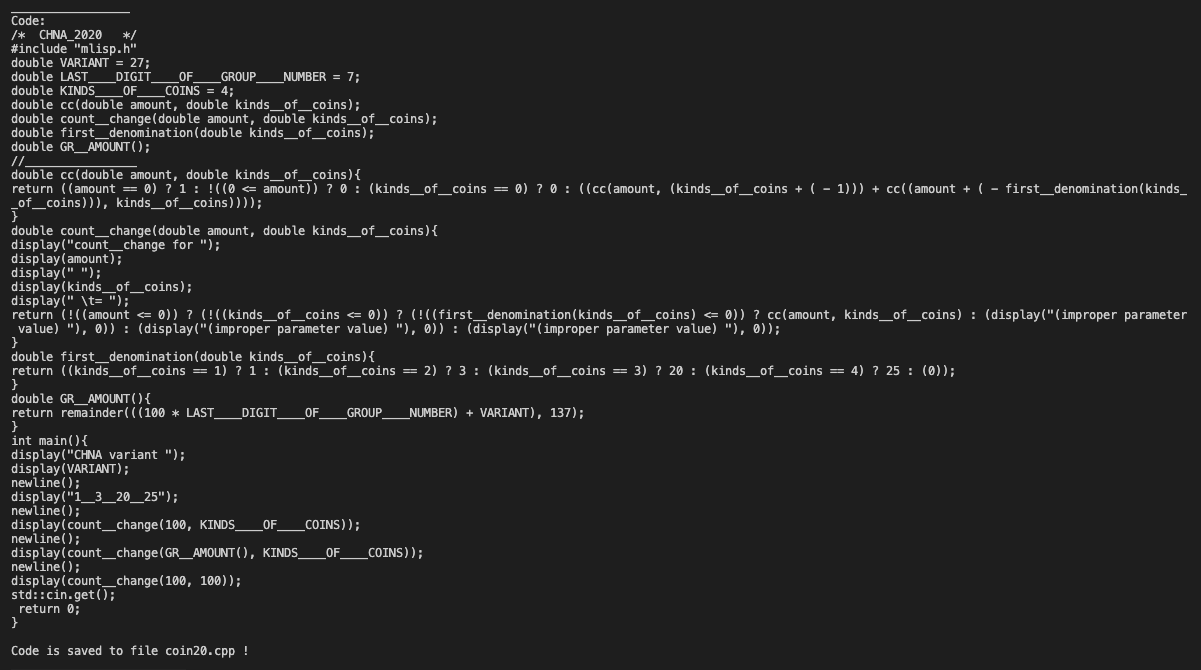 _________________
Code:
/*  CHNA_2020   */
#include "mlisp.h"
double VARIANT = 27;
double LAST____DIGIT____OF____GROUP____NUMBER = 7;
double KINDS____OF____COINS = 4;
double cc(double amount, double kinds__of__coins);
double count__change(double amount, double kinds__of__coins);
double first__denomination(double kinds__of__coins);
double GR__AMOUNT();
//________________
double cc(double amount, double kinds__of__coins){
return ((amount == 0) ? 1 : !((0 <= amount)) ? 0 : (kinds__of__coins == 0) ? 0 : ((cc(amount, (kinds__of__coins + ( - 1))) + cc((amount + ( - first__denomination(kinds_
_of__coins))), kinds__of__coins))));
}
double count__change(double amount, double kinds__of__coins){
display("count__change for ");
display(amount);
display(" ");
display(kinds__of__coins);
display(" \t= ");
return (!((amount <= 0)) ? (!((kinds__of__coins <= 0)) ? (!((first__denomination(kinds__of__coins) <= 0)) ? cc(amount, kinds__of__coins) : (display("(improper parameter
 value) "), 0)) : (display("(improper parameter value) "), 0)) : (display("(improper parameter value) "), 0));
}
double first__denomination(double kinds__of__coins){
return ((kinds__of__coins == 1) ? 1 : (kinds__of__coins == 2) ? 3 : (kinds__of__coins == 3) ? 20 : (kinds__of__coins == 4) ? 25 : (0));
}
double GR__AMOUNT(){
return remainder(((100 * LAST____DIGIT____OF____GROUP____NUMBER) + VARIANT), 137);
}
int main(){
display("CHNA variant ");
display(VARIANT);
newline();
display("1__3__20__25");
newline();
display(count__change(100, KINDS____OF____COINS));
newline();
display(count__change(GR__AMOUNT(), KINDS____OF____COINS));
newline();
display(count__change(100, 100));
std::cin.get();
 return 0;
}
Code is saved to file coin20.cpp !